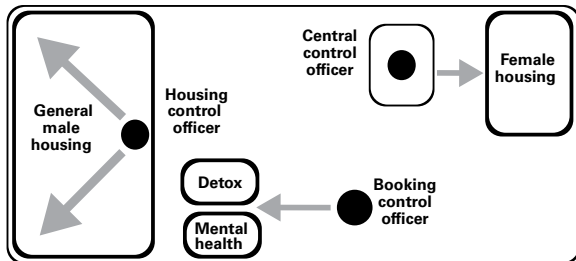 General
male
housing
Housing
control
officer
Central
control
officer
Female
housing
Detox
Mental
health
Booking
control
officer